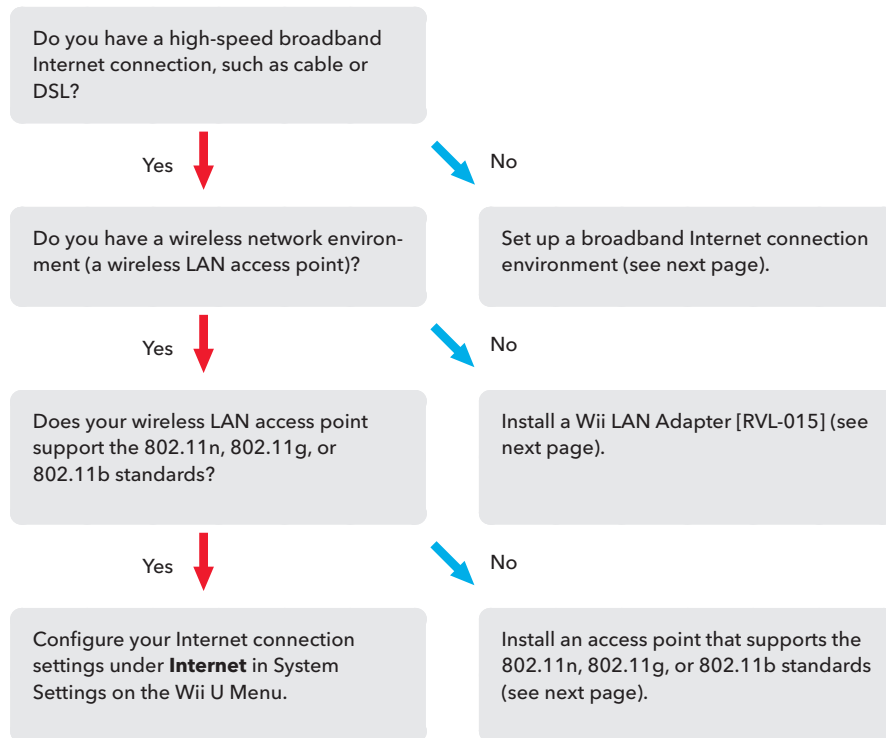 Do you have a high-speed broadband
Internet connection, such as cable or
DSL?
Yes
No
Do you have a wireless network environ-
ment (a wireless LAN access point)?
Set up a broadband Internet connection
environment (see next page).
Yes
No
Does your wireless LAN access point
support the 802.11n, 802.11g, or
802.11b standards?
Install a Wii LAN Adapter [RVL-015] (see
next page).
Yes
No
Configure your Internet connection
settings under Internet in System
Settings on the Wii U Menu.
Install an access point that supports the
802.11n, 802.11g, or 802.11b standards
(see next page).